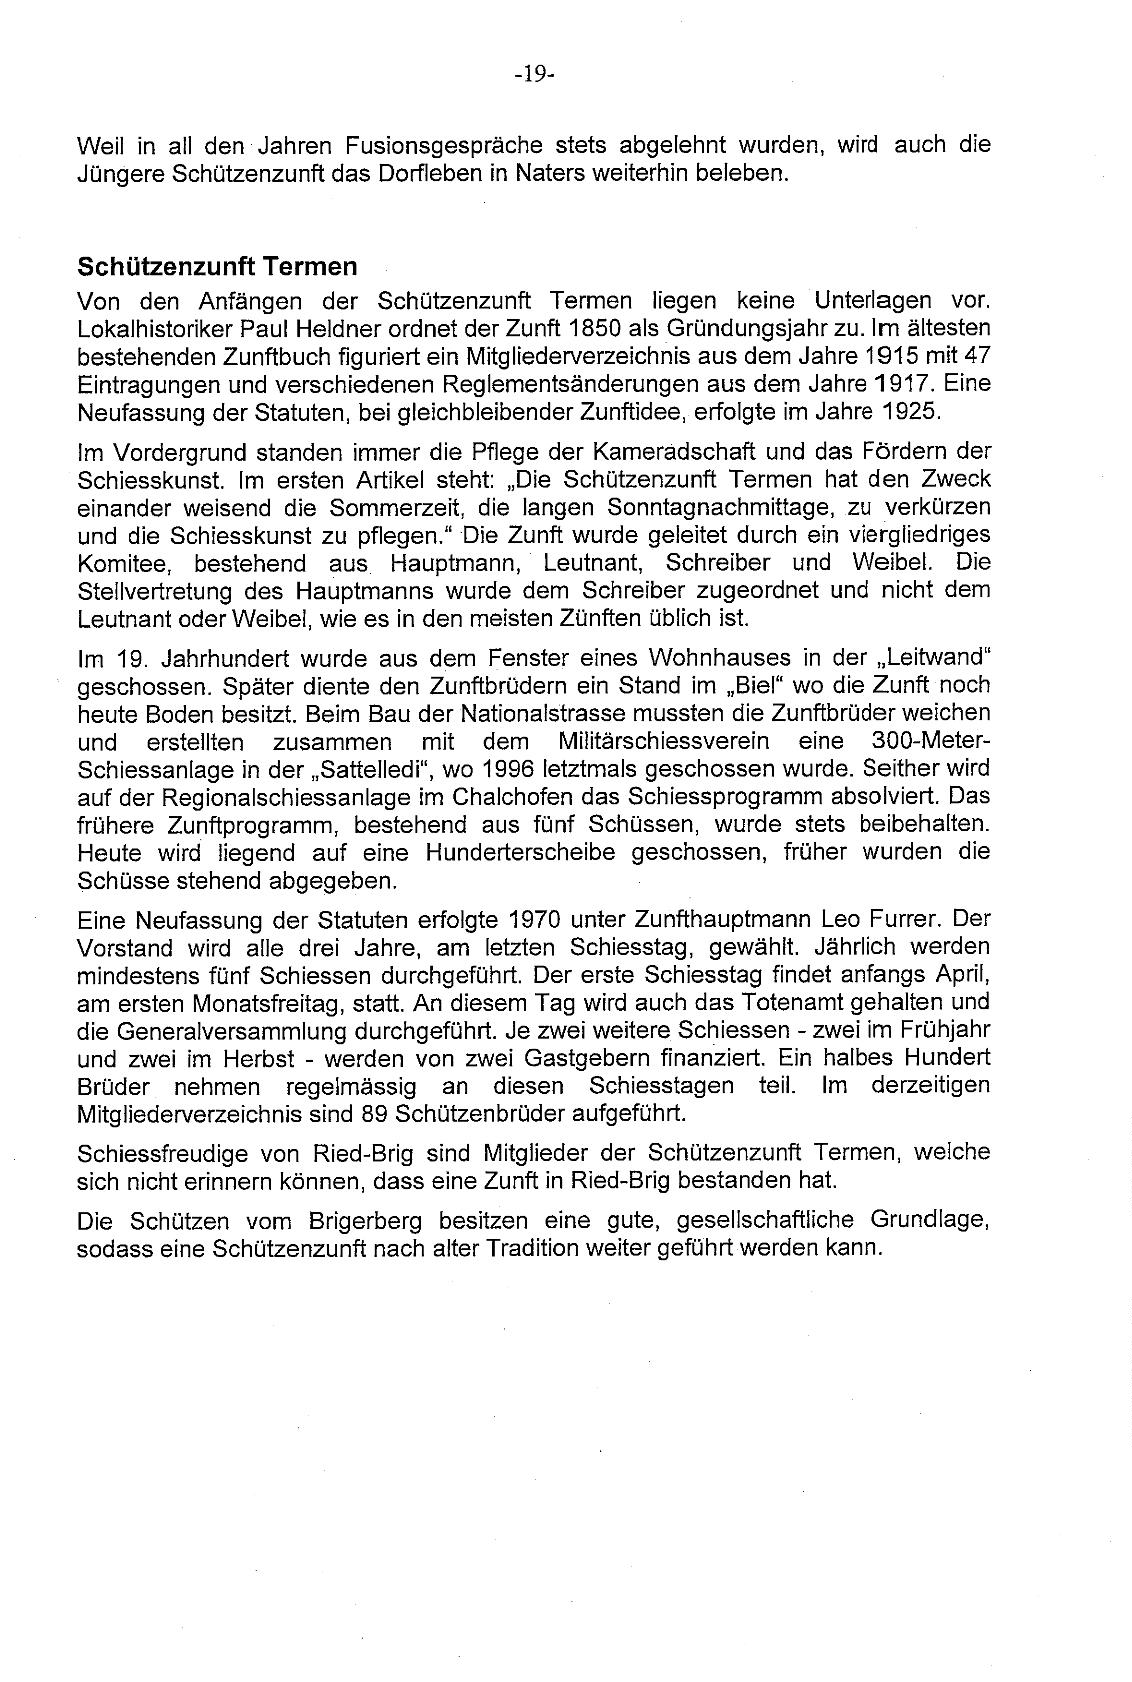 -19-
Weil in all den Jahren Fusionsgespräche stets abgelehnt wurden, wird auch die
Jüngere Schützenzunft das Dorfleben in Naters weiterhin beleben.
Schützenzunft Termen
Von den Anfängen der Schützenzunft Termen liegen keine Unterlagen vor.
Lokalhistoriker Paul Heldner ordnet der Zunft 1850 als Gründungsjahr zu. Im ältesten
bestehenden Zunftbuch figuriert ein Mitgliederverzeichnis aus dem Jahre 1915 mit 47
Eintragungen und verschiedenen Reglementsänderungen aus dem Jahre 1917. Eine
Neufassung der Statuten, bei gleichbleibender Zunftidee, erfolgte im Jahre 1925.
Im Vordergrund standen immer die Pflege der Kameradschaft und das Fördern der
Schiesskunst. Im ersten Artikel steht: „Die Schützenzunft Termen hat den Zweck
einander weisend die Sommerzeit, die langen Sonntagnachmittage, zu verkürzen
und die Schiesskunst zu pflegen.“ Die Zunft wurde geleitet durch ein viergliedriges
Komitee, bestehend aus Hauptmann, Leutnant, Schreiber und Weibel. Die
Stellvertretung des Hauptmanns wurde dem Schreiber zugeordnet und nicht dem
Leutnant oder Weibel, wie es in den meisten Zünften üblich ist.
Im 19. Jahrhundert wurde aus dem Fenster eines Wohnhauses in der „Leitwand“
geschossen. Später diente den Zunftbrüdern ein Stand im „Biel“ wo die Zunft noch
heute Boden besitzt. Beim Bau der Nationalstrasse mussten die Zunftbrüder weichen
und erstellten zusammen mit dem Militärschiessverein eine 300-Meter-
Schiessanlage in der „Sattelledi“, wo 1996 letztmals geschossen wurde. Seither wird
auf der Regionalschiessanlage im Chalchofen das Schiessprogramm absolviert. Das
frühere Zunftprogramm, bestehend aus fünf Schüssen, wurde stets beibehalten.
Heute wird liegend auf eine Hunderterscheibe geschossen, früher wurden die
Schüsse stehend abgegeben.
Eine Neufassung der Statuten erfolgte 1970 unter Zunfthauptmann Leo Furrer. Der
Vorstand wird alle drei Jahre, am letzten Schiesstag, gewählt. Jährlich werden
mindestens fünf Schiessen durchgeführt. Der erste Schiesstag findet anfangs April,
am ersten Monatsfreitag, statt. An diesem Tag wird auch das Totenamt gehalten und
die Generalversammlung durchgeführt. Je zwei weitere Schiessen - zwei im Frühjahr
und zwei im Herbst - werden von zwei Gastgebern finanziert. Ein halbes Hundert
Brüder nehmen regelmässig an diesen Schiesstagen teil. Im derzeitigen
Mitgliederverzeichnis sind 89 Schützenbrüder aufgeführt.
Schiessfreudige von Ried-Brig sind Mitglieder der Schützenzunft Termen, welche
sich nicht erinnern können, dass eine Zunft in Ried-Brig bestanden hat.
Die Schützen vom Brigerberg besitzen eine gute, gesellschaftliche Grundlage,
sodass eine Schützenzunft nach alter Tradition weiter geführt werden kann.